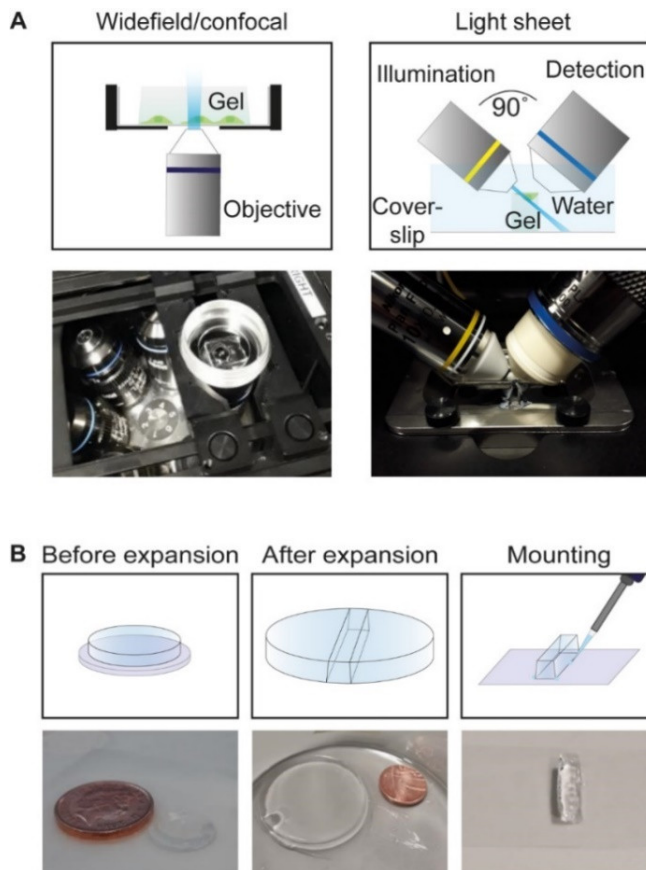 A
Widefield/confocal
Gel
Objective
Light sheet
Illumination
Detection
90°
Cover-
slip
Gel
Water
B
Before expansion
After expansion
Mounting